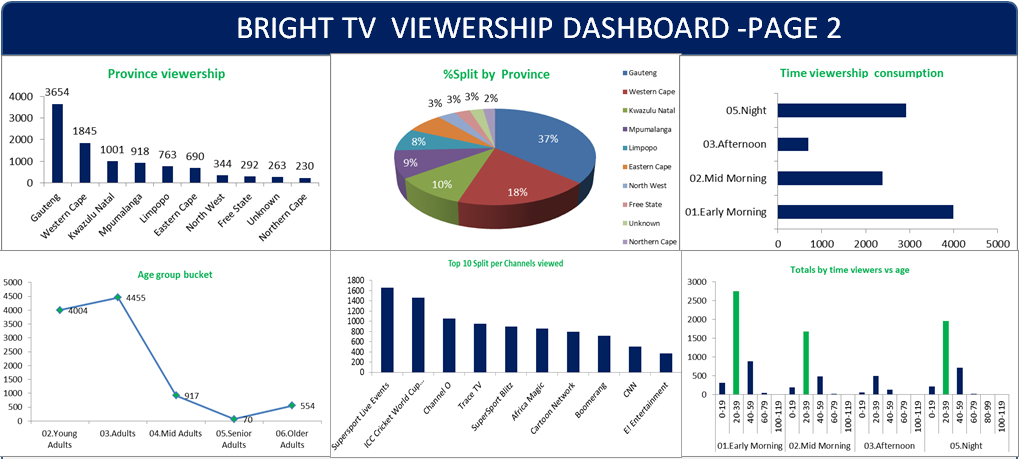 BRIGHT TV VIEWERSHIP DASHBOARD -PAGE 2
Province viewership
4000
3000
2000
1000
0
3654
1845
1001
918
763
690
344
292
263
230
Gauteng
Western Cape
Kwazulu Natal
Mpumalanga
Limpopo
Eastern Cape
North West
Free State
Unknown
Northern Cape
%Split by Province
37%
18%
10%
9%
8%
3%
3%
3%
2%
Gauteng
Western Cape
Kwazulu Natal
Mpumalanga
Limpopo
Eastern Cape
North West
Free State
Unknown
Northern Cape
Time viewership consumption
05.Night
03.Afternoon
02.Mid Morning
01.Early Morning
0 1000 2000 3000 4000 5000
Age group bucket
5000
4500
4000
3500
3000
2500
2000
1500
1000
500
0
4004
4455
917
70
554
02.Young
Adults
03.Adults
04.Mid Adults
05.Senior
Adults
06.Older
Adults
Top 10 Split per Channels viewed
1800
1600
1400
1200
1000
800
600
400
200
0
Supersport Live Events
ICC Cricket World Cup...
Channel O
Trace TV
SuperSport Blitz
Africa Magic
Cartoon Network
Boomerang
CNN
E! Entertainment
Totals by time viewers vs age
3000
2000
1000
0
0-19
20-39
40-59
60-79
100-119
0-19
20-39
40-59
60-79
100-119
0-19
20-39
40-59
60-79
100-119
0-19
20-39
40-59
60-79
80-99
100-119
01.Early Morning
02.Mid Morning
03.Afternoon
05.Night